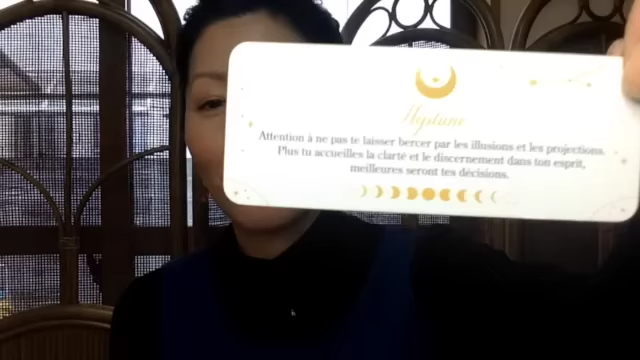 Neptune
Attention à ne pas te laisser bercer par les illusions et les projections.
Plus tu accueilles la clarté et le discernement dans ton esprit,
meilleures seront tes décisions.